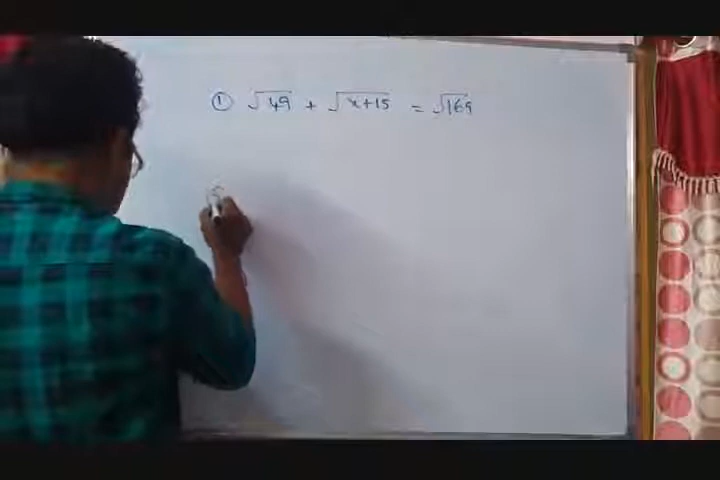 ① √49 + √x+15 = √169